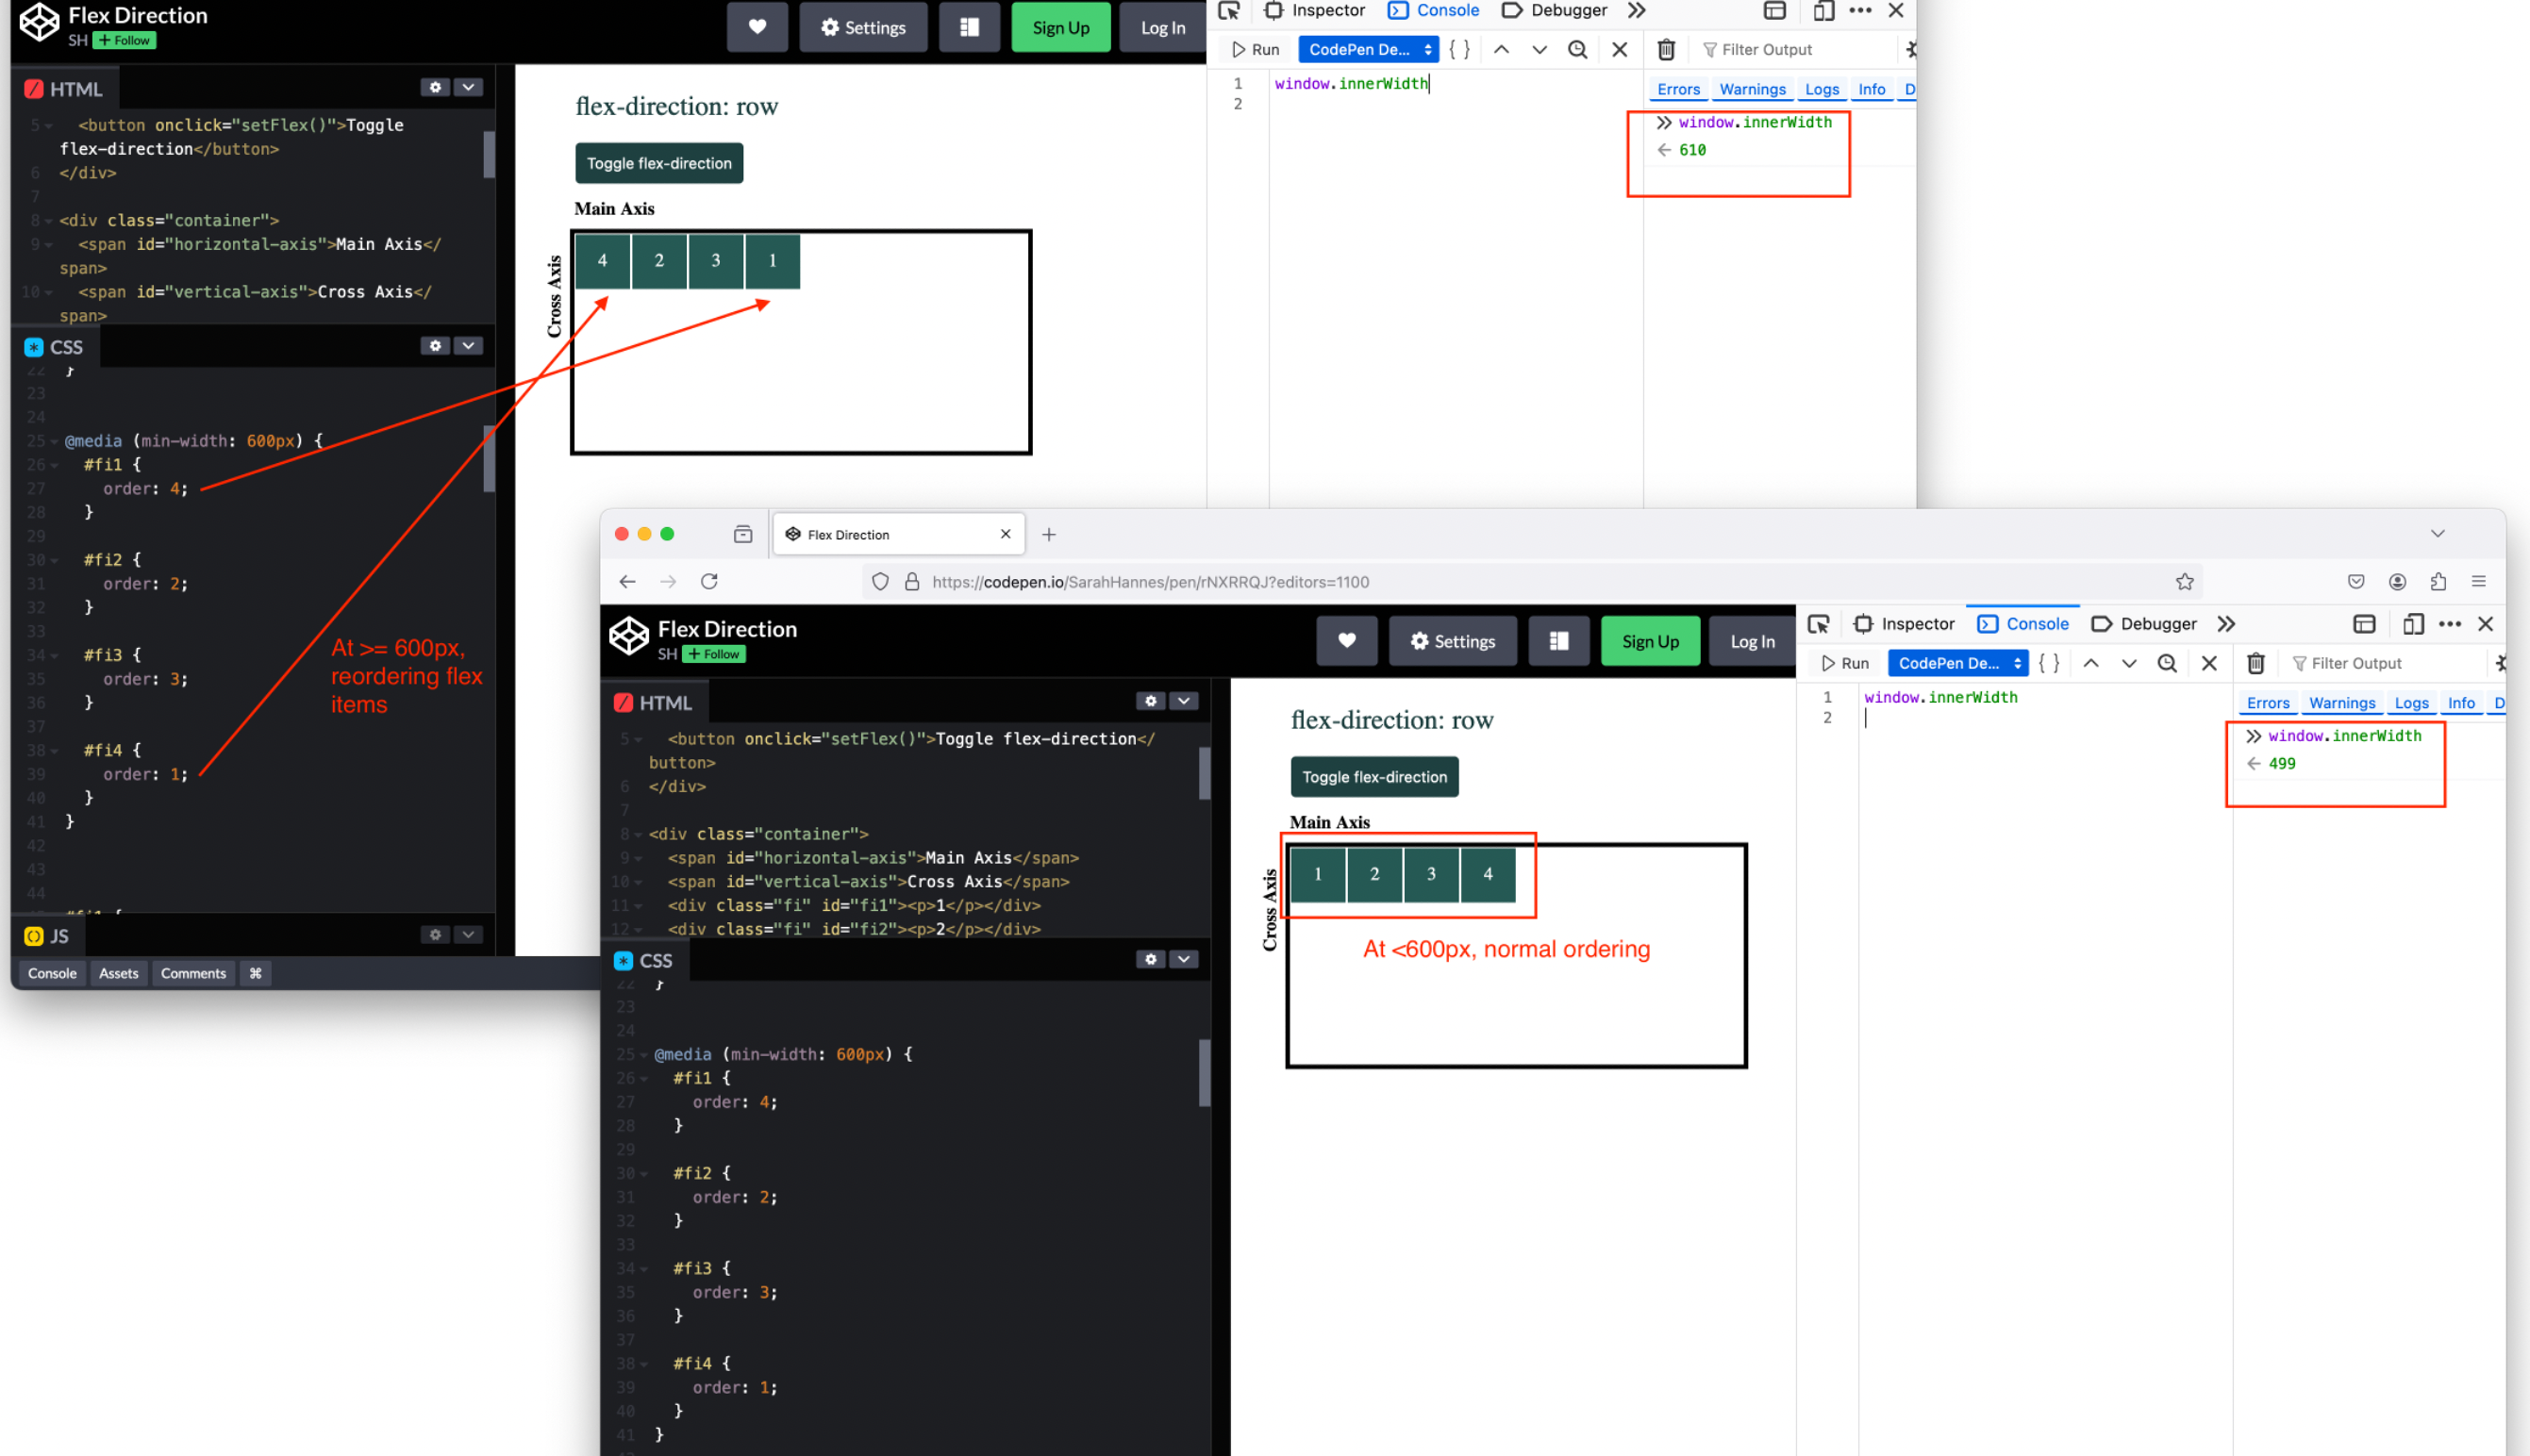 Flex Direction
SH + Follow
Settings
Sign Up
Log In
HTML
5 <button onclick="setFlex()">Toggle
flex-direction</button>
6 </div>
7
8 <div class="container">
9 <span id="horizontal-axis">Main Axis</
span>
10 <span id="vertical-axis">Cross Axis</
span>
CSS
22 }
23
24
25 @media (min-width: 600px) {
26 #fi1 {
27 order: 4;
28 }
29
30 #fi2 {
31 order: 2;
32 }
33
34 #fi3 {
35 order: 3;
36 }
37
38 #fi4 {
39 order: 1;
40 }
41 }
42
43
44
At >= 600px,
reordering flex
items
JS
Console Assets Comments ⌘
flex-direction: row
Toggle flex-direction
Main Axis
Cross Axis
4 2 3 1
Inspector Console Debugger
Run CodePen De... { }
Filter Output
1 window.innerWidth
2
Errors Warnings Logs Info D
» window.innerWidth
← 610
Flex Direction
https://codepen.io/SarahHannes/pen/rNXRRQJ?editors=1100
Flex Direction
SH + Follow
Settings
Sign Up
Log In
HTML
5 <button onclick="setFlex()">Toggle flex-direction</
button>
6 </div>
7
8 <div class="container">
9 <span id="horizontal-axis">Main Axis</span>
10 <span id="vertical-axis">Cross Axis</span>
11 <div class="fi" id="fi1"><p>1</p></div>
12 <div class="fi" id="fi2"><p>2</p></div>
CSS
22 }
23
24
25 @media (min-width: 600px) {
26 #fi1 {
27 order: 4;
28 }
29
30 #fi2 {
31 order: 2;
32 }
33
34 #fi3 {
35 order: 3;
36 }
37
38 #fi4 {
39 order: 1;
40 }
41 }
flex-direction: row
Toggle flex-direction
Main Axis
Cross Axis
1 2 3 4
At <600px, normal ordering
Inspector Console Debugger
Run CodePen De... { }
Filter Output
1 window.innerWidth
2
Errors Warnings Logs Info D
» window.innerWidth
← 499